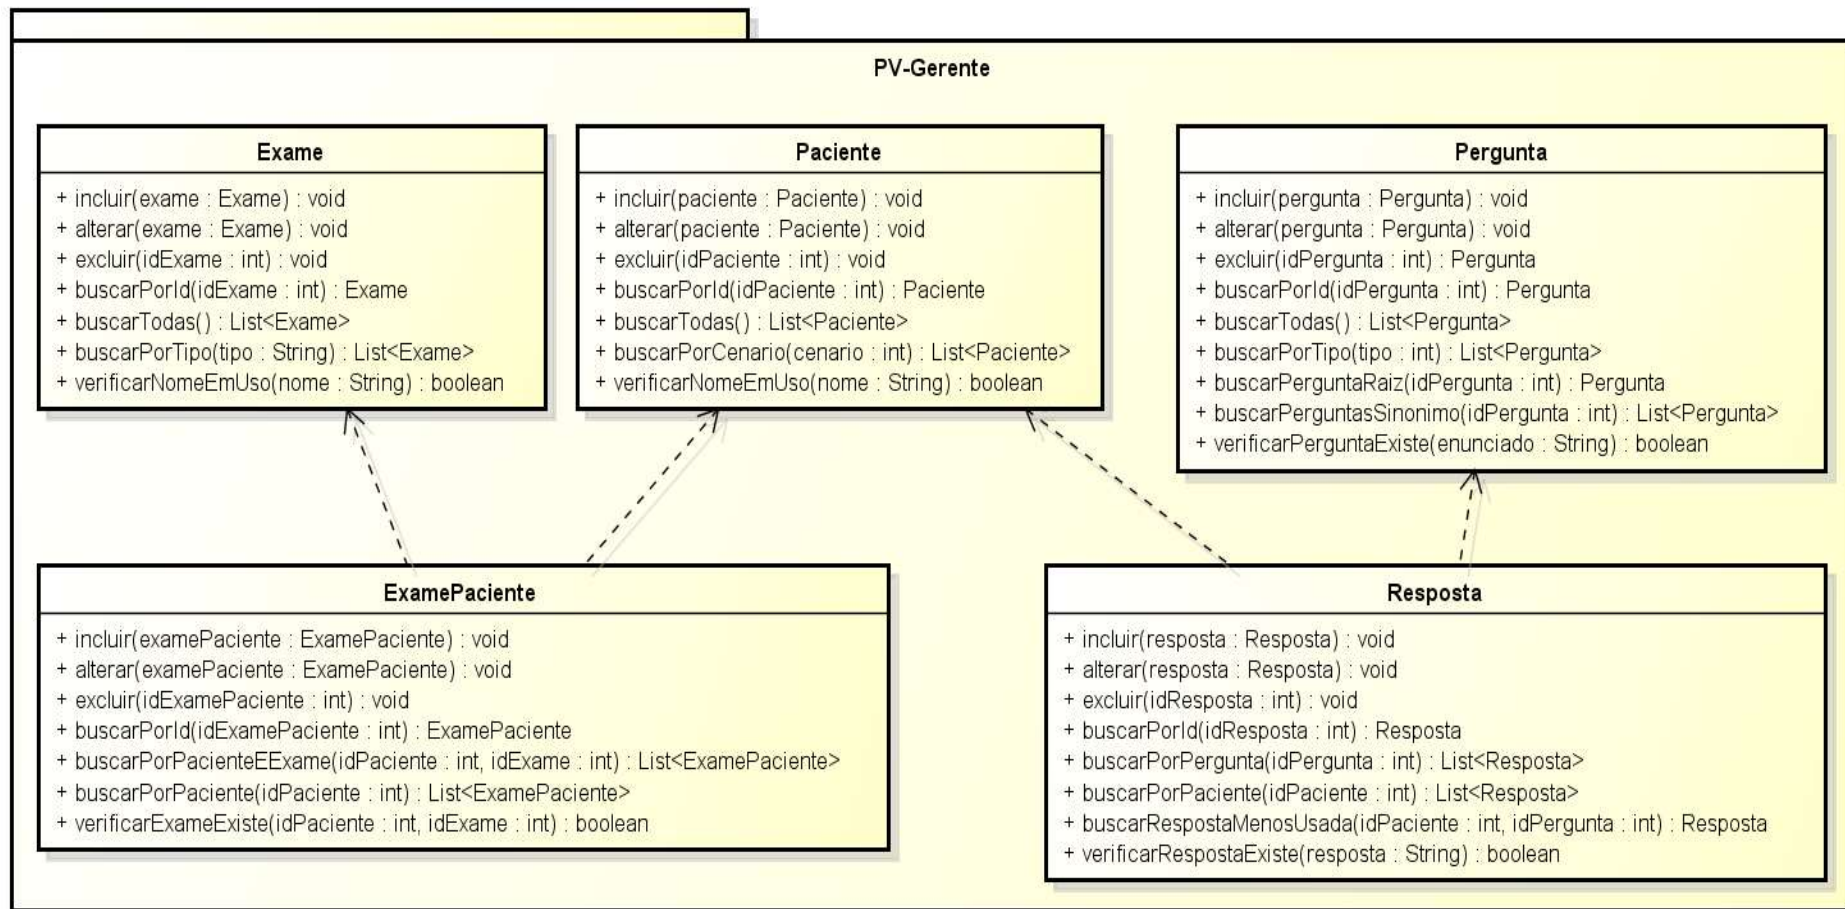 PV-Gerente
Exame
+ incluir(exame : Exame) : void
+ alterar(exame : Exame) : void
+ excluir(idExame : int) : void
+ buscarPorId(idExame : int) : Exame
+ buscarTodas() : List<Exame>
+ buscarPorTipo(tipo : String) : List<Exame>
+ verificarNomeEmUso(nome : String) : boolean
Paciente
+ incluir(paciente : Paciente) : void
+ alterar(paciente : Paciente) : void
+ excluir(idPaciente : int) : void
+ buscarPorId(idPaciente : int) : Paciente
+ buscarTodas() : List<Paciente>
+ buscarPorCenario(cenario : int) : List<Paciente>
+ verificarNomeEmUso(nome : String) : boolean
Pergunta
+ incluir(pergunta : Pergunta) : void
+ alterar(pergunta : Pergunta) : void
+ excluir(idPergunta : int) : Pergunta
+ buscarPorId(idPergunta : int) : Pergunta
+ buscarTodas() : List<Pergunta>
+ buscarPorTipo(tipo : int) : List<Pergunta>
+ buscarPerguntaRaiz(idPergunta : int) : Pergunta
+ buscarPerguntasSinonimo(idPergunta : int) : List<Pergunta>
+ verificarPerguntaExiste(enunciado : String) : boolean
ExamePaciente
+ incluir(examePaciente : ExamePaciente) : void
+ alterar(examePaciente : ExamePaciente) : void
+ excluir(idExamePaciente : int) : void
+ buscarPorId(idExamePaciente : int) : ExamePaciente
+ buscarPorPacienteEExame(idPaciente : int, idExame : int) : List<ExamePaciente>
+ buscarPorPaciente(idPaciente : int) : List<ExamePaciente>
+ verificarExameExiste(idPaciente : int, idExame : int) : boolean
Resposta
+ incluir(resposta : Resposta) : void
+ alterar(resposta : Resposta) : void
+ excluir(idResposta : int) : void
+ buscarPorId(idResposta : int) : Resposta
+ buscarPorPergunta(idPergunta : int) : List<Resposta>
+ buscarPorPaciente(idPaciente : int) : List<Resposta>
+ buscarRespostaMenosUsada(idPaciente : int, idPergunta : int) : Resposta
+ verificarRespostaExiste(resposta : String) : boolean